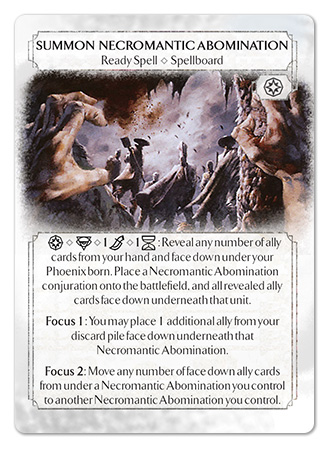 SUMMON NECROMANTIC ABOMINATION
Ready Spell ⟡ Spellboard
⟡ ⟡ 1 ⟡ 1 : Reveal any number of ally
cards from your hand and face down under your
Phoenixborn. Place a Necromantic Abomination
conjuration onto the battlefield, and all revealed ally
cards face down underneath that unit.
Focus 1: You may place 1 additional ally from your
discard pile face down underneath that
Necromantic Abomination.
Focus 2: Move any number of face down ally cards
from under a Necromantic Abomination you control
to another Necromantic Abomination you control.